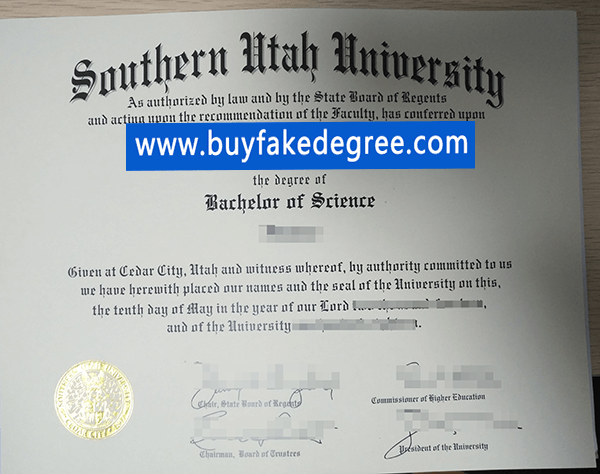 Southern Utah University
As authorized by law and by the State Board of Regents
and acting upon the recommendation of the Faculty, has conferred upon
www.buyfakedegree.com
the degree of
Bachelor of Science
Given at Cedar City, Utah and witness whereof, by authority committed to us
we have herewith placed our names and the seal of the University on this,
the tenth day of May in the year of our Lord
and of the University
Chair, State Board of Regents
Commissioner of Higher Education
Chairman, Board of Trustees
President of the University